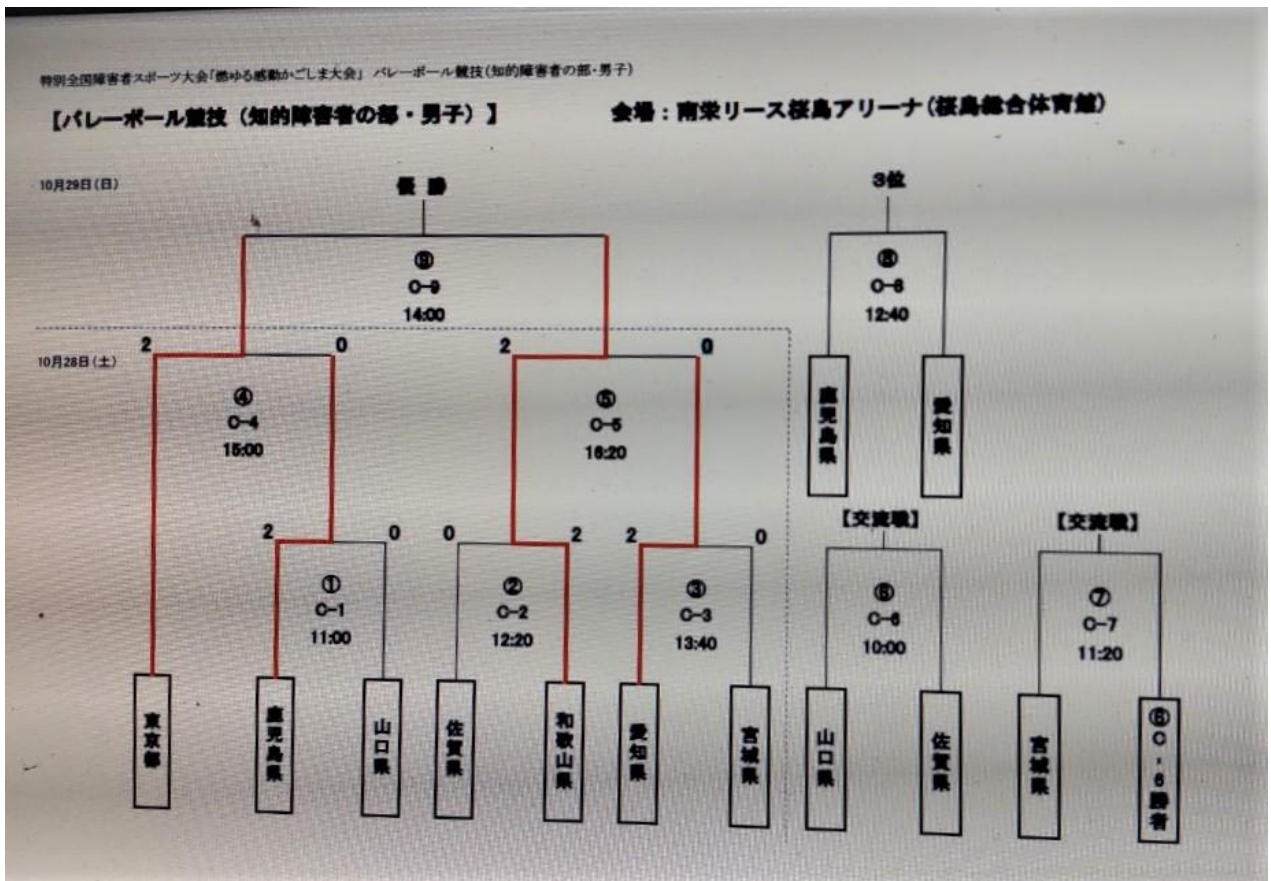 特別全国障害者スポーツ大会「燃ゆる感動かごしま大会」 バレーボール競技(知的障害者の部・男子)
【バレーボール競技（知的障害者の部・男子）】
会場：南栄リース桜島アリーナ(桜島総合体育館)
10月29日(日)
優勝
3位
⑨
C-9
14:00
⑧
C-8
12:40
鹿児島県
愛知県
10月28日(土)
2
0
2
0
④
C-4
15:00
⑤
C-5
16:20
【交流戦】
【交流戦】
2
0
0
2
2
0
①
C-1
11:00
②
C-2
12:20
③
C-3
13:40
⑥
C-6
10:00
⑦
C-7
11:20
東京都
鹿児島県
山口県
佐賀県
和歌山県
愛知県
宮城県
山口県
佐賀県
宮城県
⑥C-6勝者